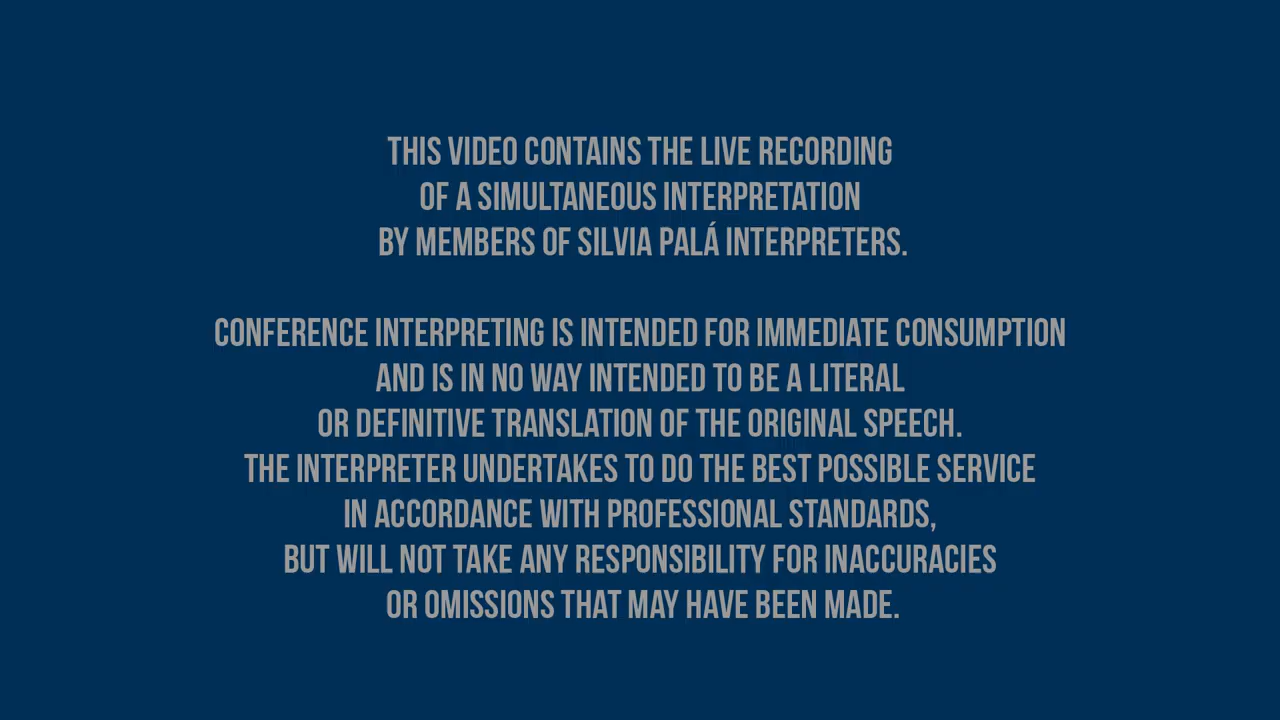 THIS VIDEO CONTAINS THE LIVE RECORDING
OF A SIMULTANEOUS INTERPRETATION
BY MEMBERS OF SILVIA PALÁ INTERPRETERS.
CONFERENCE INTERPRETING IS INTENDED FOR IMMEDIATE CONSUMPTION
AND IS IN NO WAY INTENDED TO BE A LITERAL
OR DEFINITIVE TRANSLATION OF THE ORIGINAL SPEECH.
THE INTERPRETER UNDERTAKES TO DO THE BEST POSSIBLE SERVICE
IN ACCORDANCE WITH PROFESSIONAL STANDARDS,
BUT WILL NOT TAKE ANY RESPONSIBILITY FOR INACCURACIES
OR OMISSIONS THAT MAY HAVE BEEN MADE.